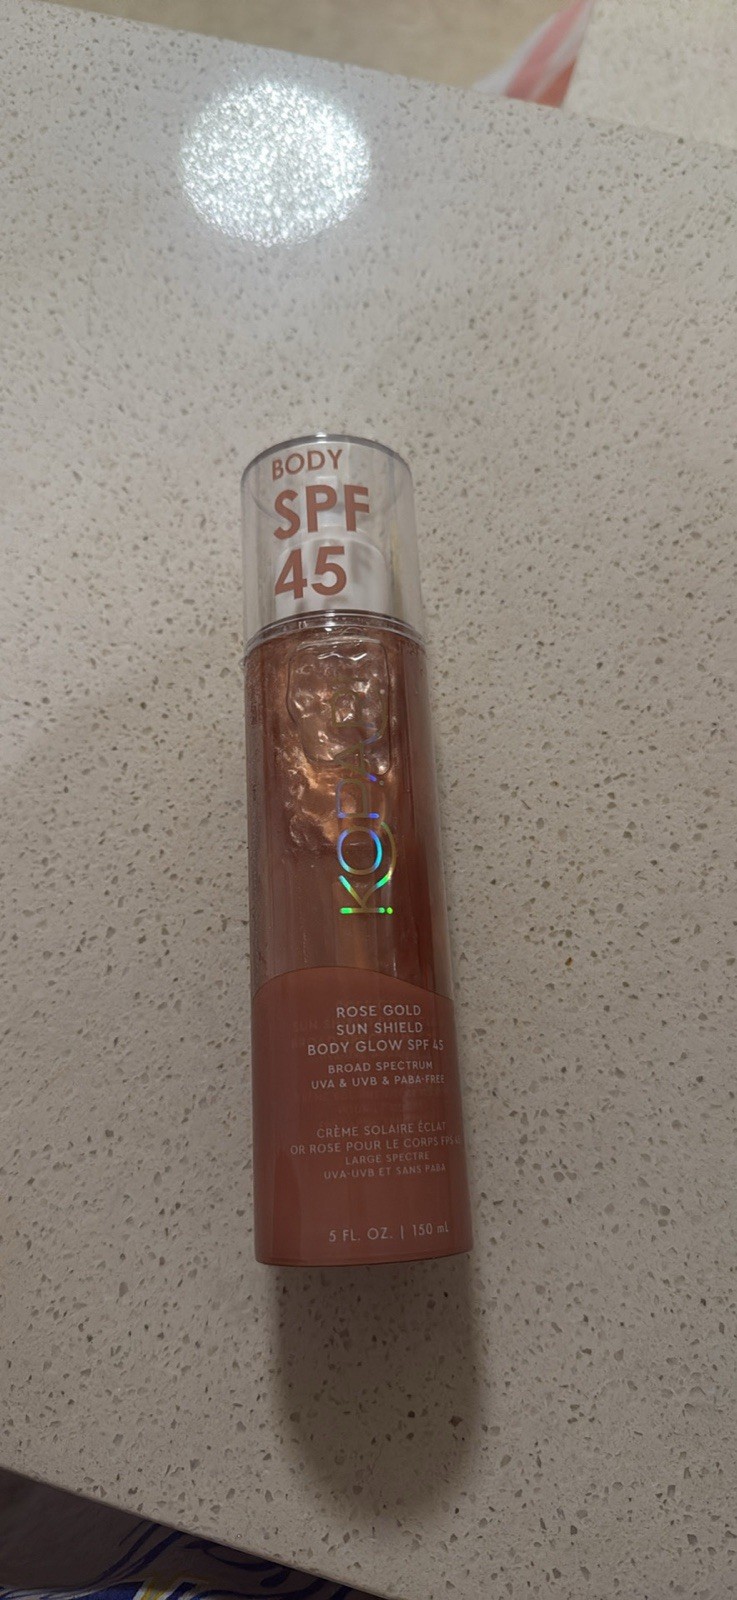 BODY
SPF
45
KOPARI
ROSE GOLD
SUN SHIELD
BODY GLOW SPF 45
BROAD SPECTRUM
UVA & UVB & PABA-FREE
CRÈME SOLAIRE ÉCLAT
OR ROSE POUR LE CORPS FPS
LARGE SPECTRE
UVA-UVB ET SANS PABA
5 FL. OZ. | 150 mL